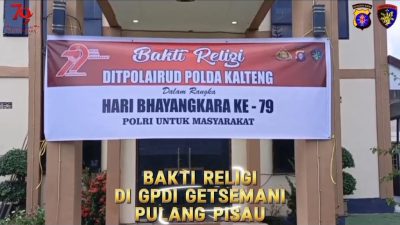 Bakti Religi
DITPOLAIRUD POLDA KALTENG
Dalam Rangka
HARI BHAYANGKARA KE - 79
POLRI UNTUK MASYARAKAT
BAKTI RELIGI
DI GPDI GETSEMANI
PULANG PISAU